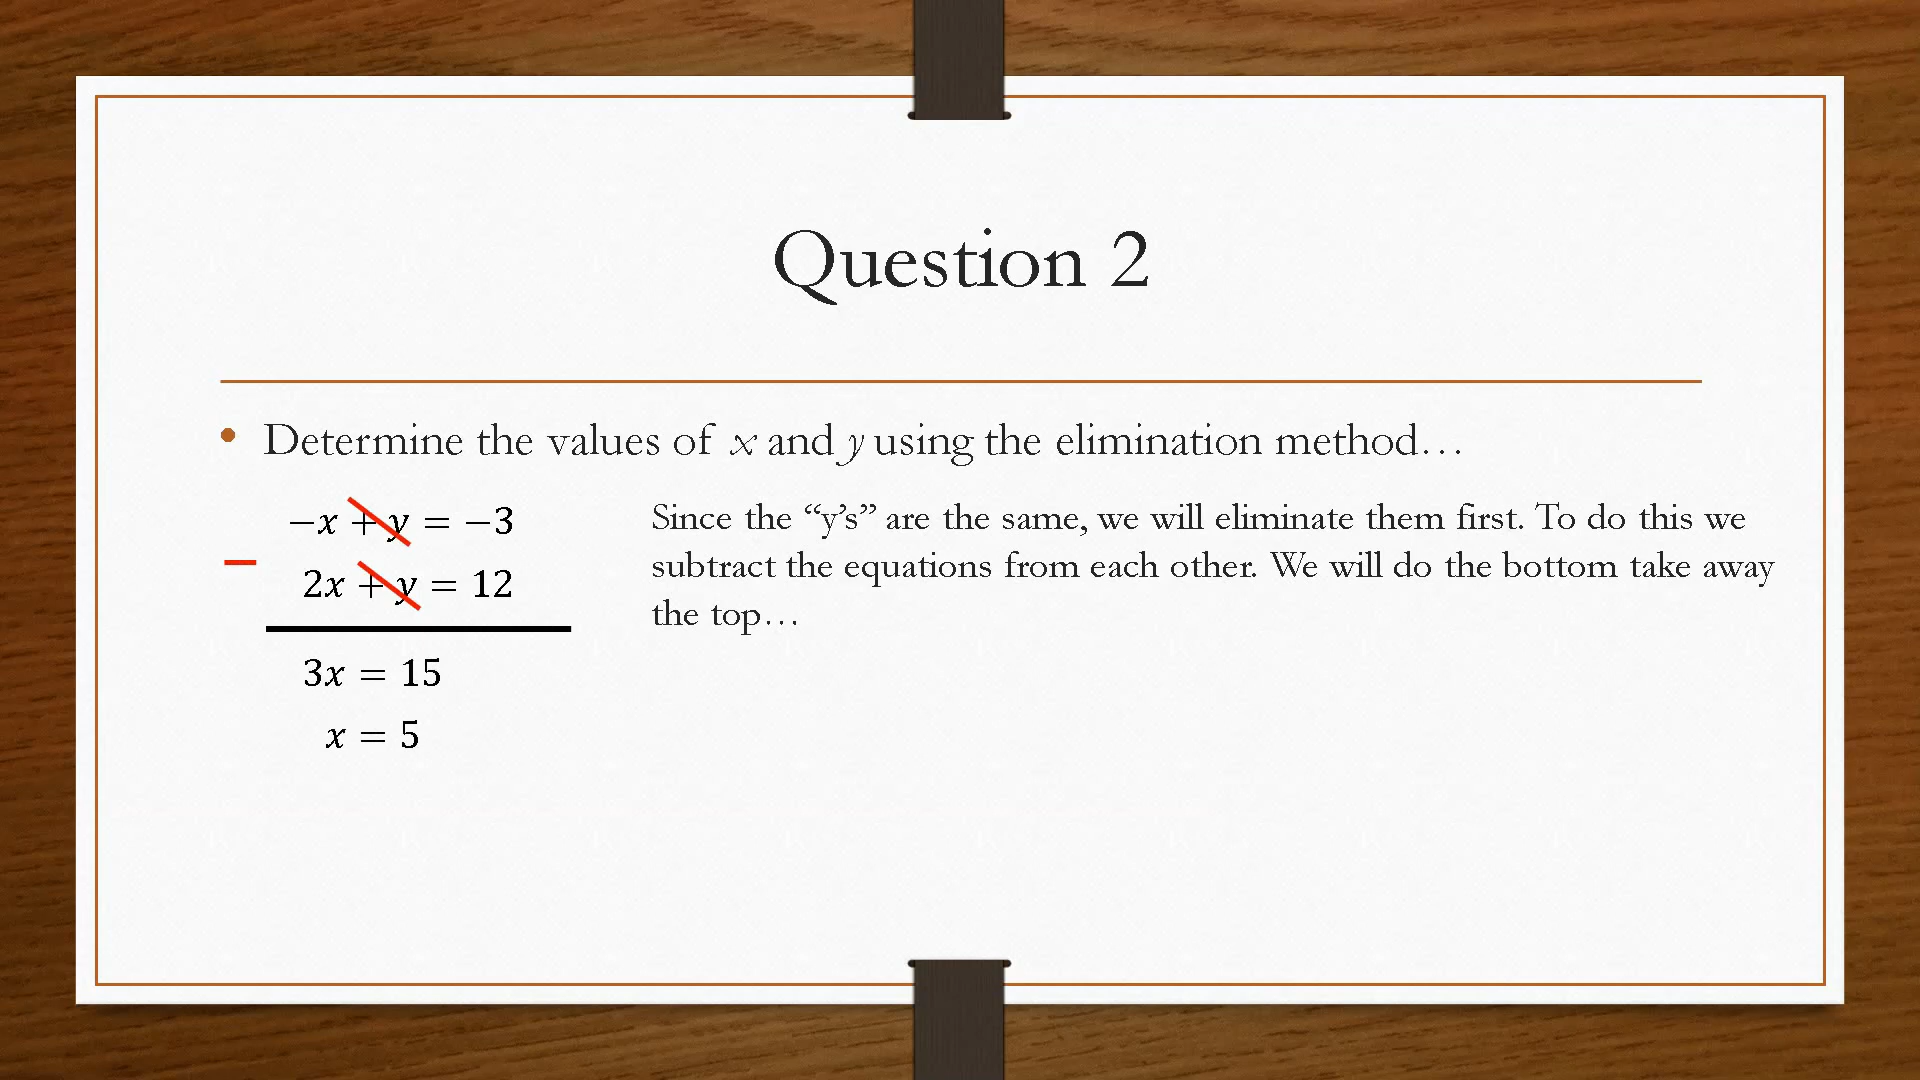 Question 2
• Determine the values of x and y using the elimination method…
−x + y = −3
−
2x + y = 12
3x = 15
x = 5
Since the “y’s” are the same, we will eliminate them first. To do this we
subtract the equations from each other. We will do the bottom take away
the top…